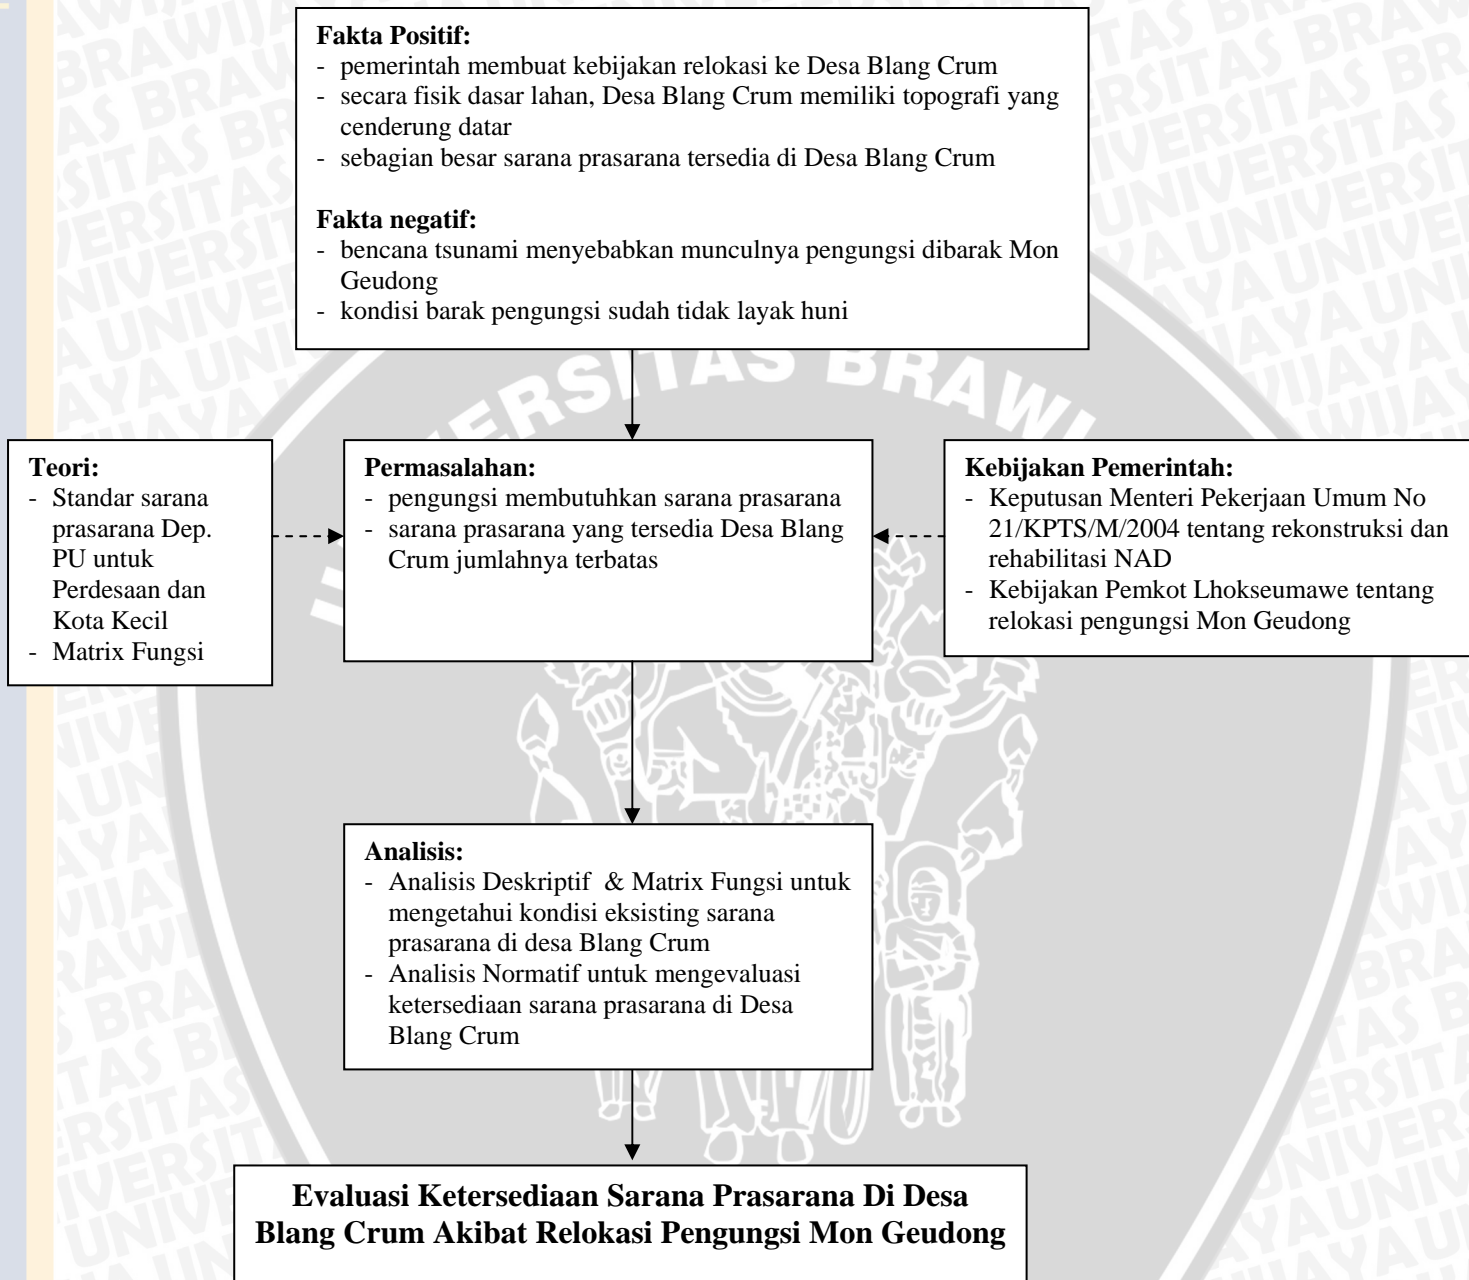 Fakta Positif:
- pemerintah membuat kebijakan relokasi ke Desa Blang Crum
- secara fisik dasar lahan, Desa Blang Crum memiliki topografi yang
cenderung datar
- sebagian besar sarana prasarana tersedia di Desa Blang Crum
Fakta negatif:
- bencana tsunami menyebabkan munculnya pengungsi dibarak Mon
Geudong
- kondisi barak pengungsi sudah tidak layak huni
Teori:
- Standar sarana
prasarana Dep.
PU untuk
Perdesaan dan
Kota Kecil
- Matrix Fungsi
Permasalahan:
- pengungsi membutuhkan sarana prasarana
- sarana prasarana yang tersedia Desa Blang
Crum jumlahnya terbatas
Kebijakan Pemerintah:
- Keputusan Menteri Pekerjaan Umum No
21/KPTS/M/2004 tentang rekonstruksi dan
rehabilitasi NAD
- Kebijakan Pemkot Lhokseumawe tentang
relokasi pengungsi Mon Geudong
Analisis:
- Analisis Deskriptif & Matrix Fungsi untuk
mengetahui kondisi eksisting sarana
prasarana di desa Blang Crum
- Analisis Normatif untuk mengevaluasi
ketersediaan sarana prasarana di Desa
Blang Crum
Evaluasi Ketersediaan Sarana Prasarana Di Desa
Blang Crum Akibat Relokasi Pengungsi Mon Geudong